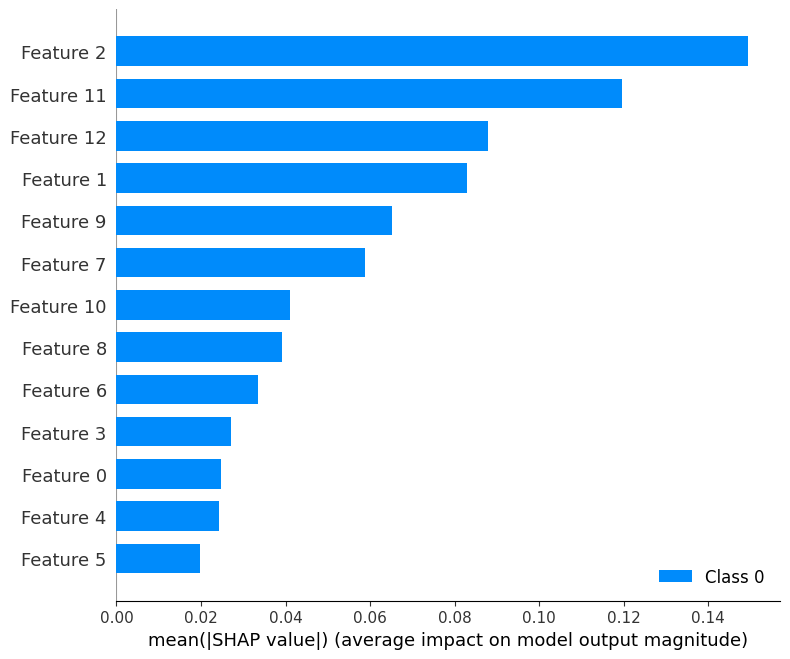 Feature 2
Feature 11
Feature 12
Feature 1
Feature 9
Feature 7
Feature 10
Feature 8
Feature 6
Feature 3
Feature 0
Feature 4
Feature 5
Class 0
0.00 0.02 0.04 0.06 0.08 0.10 0.12 0.14
mean(|SHAP value|) (average impact on model output magnitude)